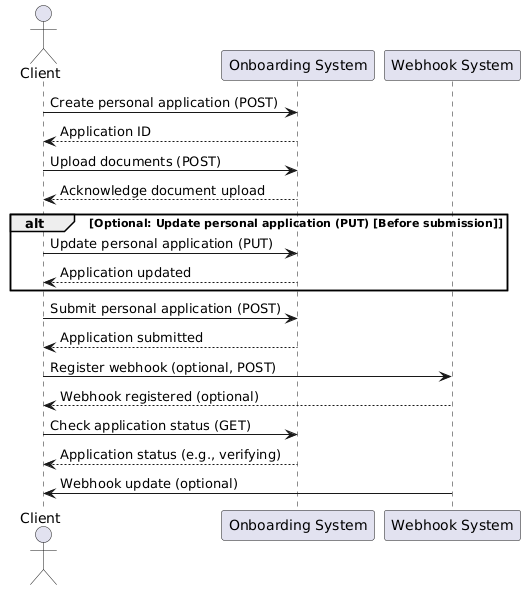 Client
Onboarding System
Webhook System
Create personal application (POST)
Application ID
Upload documents (POST)
Acknowledge document upload
alt
[Optional: Update personal application (PUT) [Before submission]]
Update personal application (PUT)
Application updated
Submit personal application (POST)
Application submitted
Register webhook (optional, POST)
Webhook registered (optional)
Check application status (GET)
Application status (e.g., verifying)
Webhook update (optional)
Client
Onboarding System
Webhook System